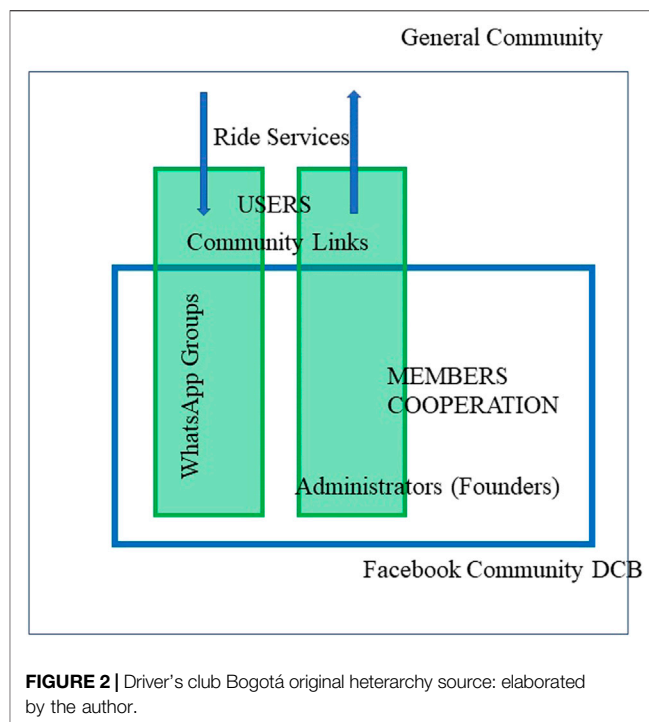 General Community
Ride Services
USERS
Community Links
WhatsApp Groups
MEMBERS
COOPERATION
Administrators (Founders)
Facebook Community DCB
FIGURE 2 | Driver’s club Bogotá original heterarchy source: elaborated
by the author.